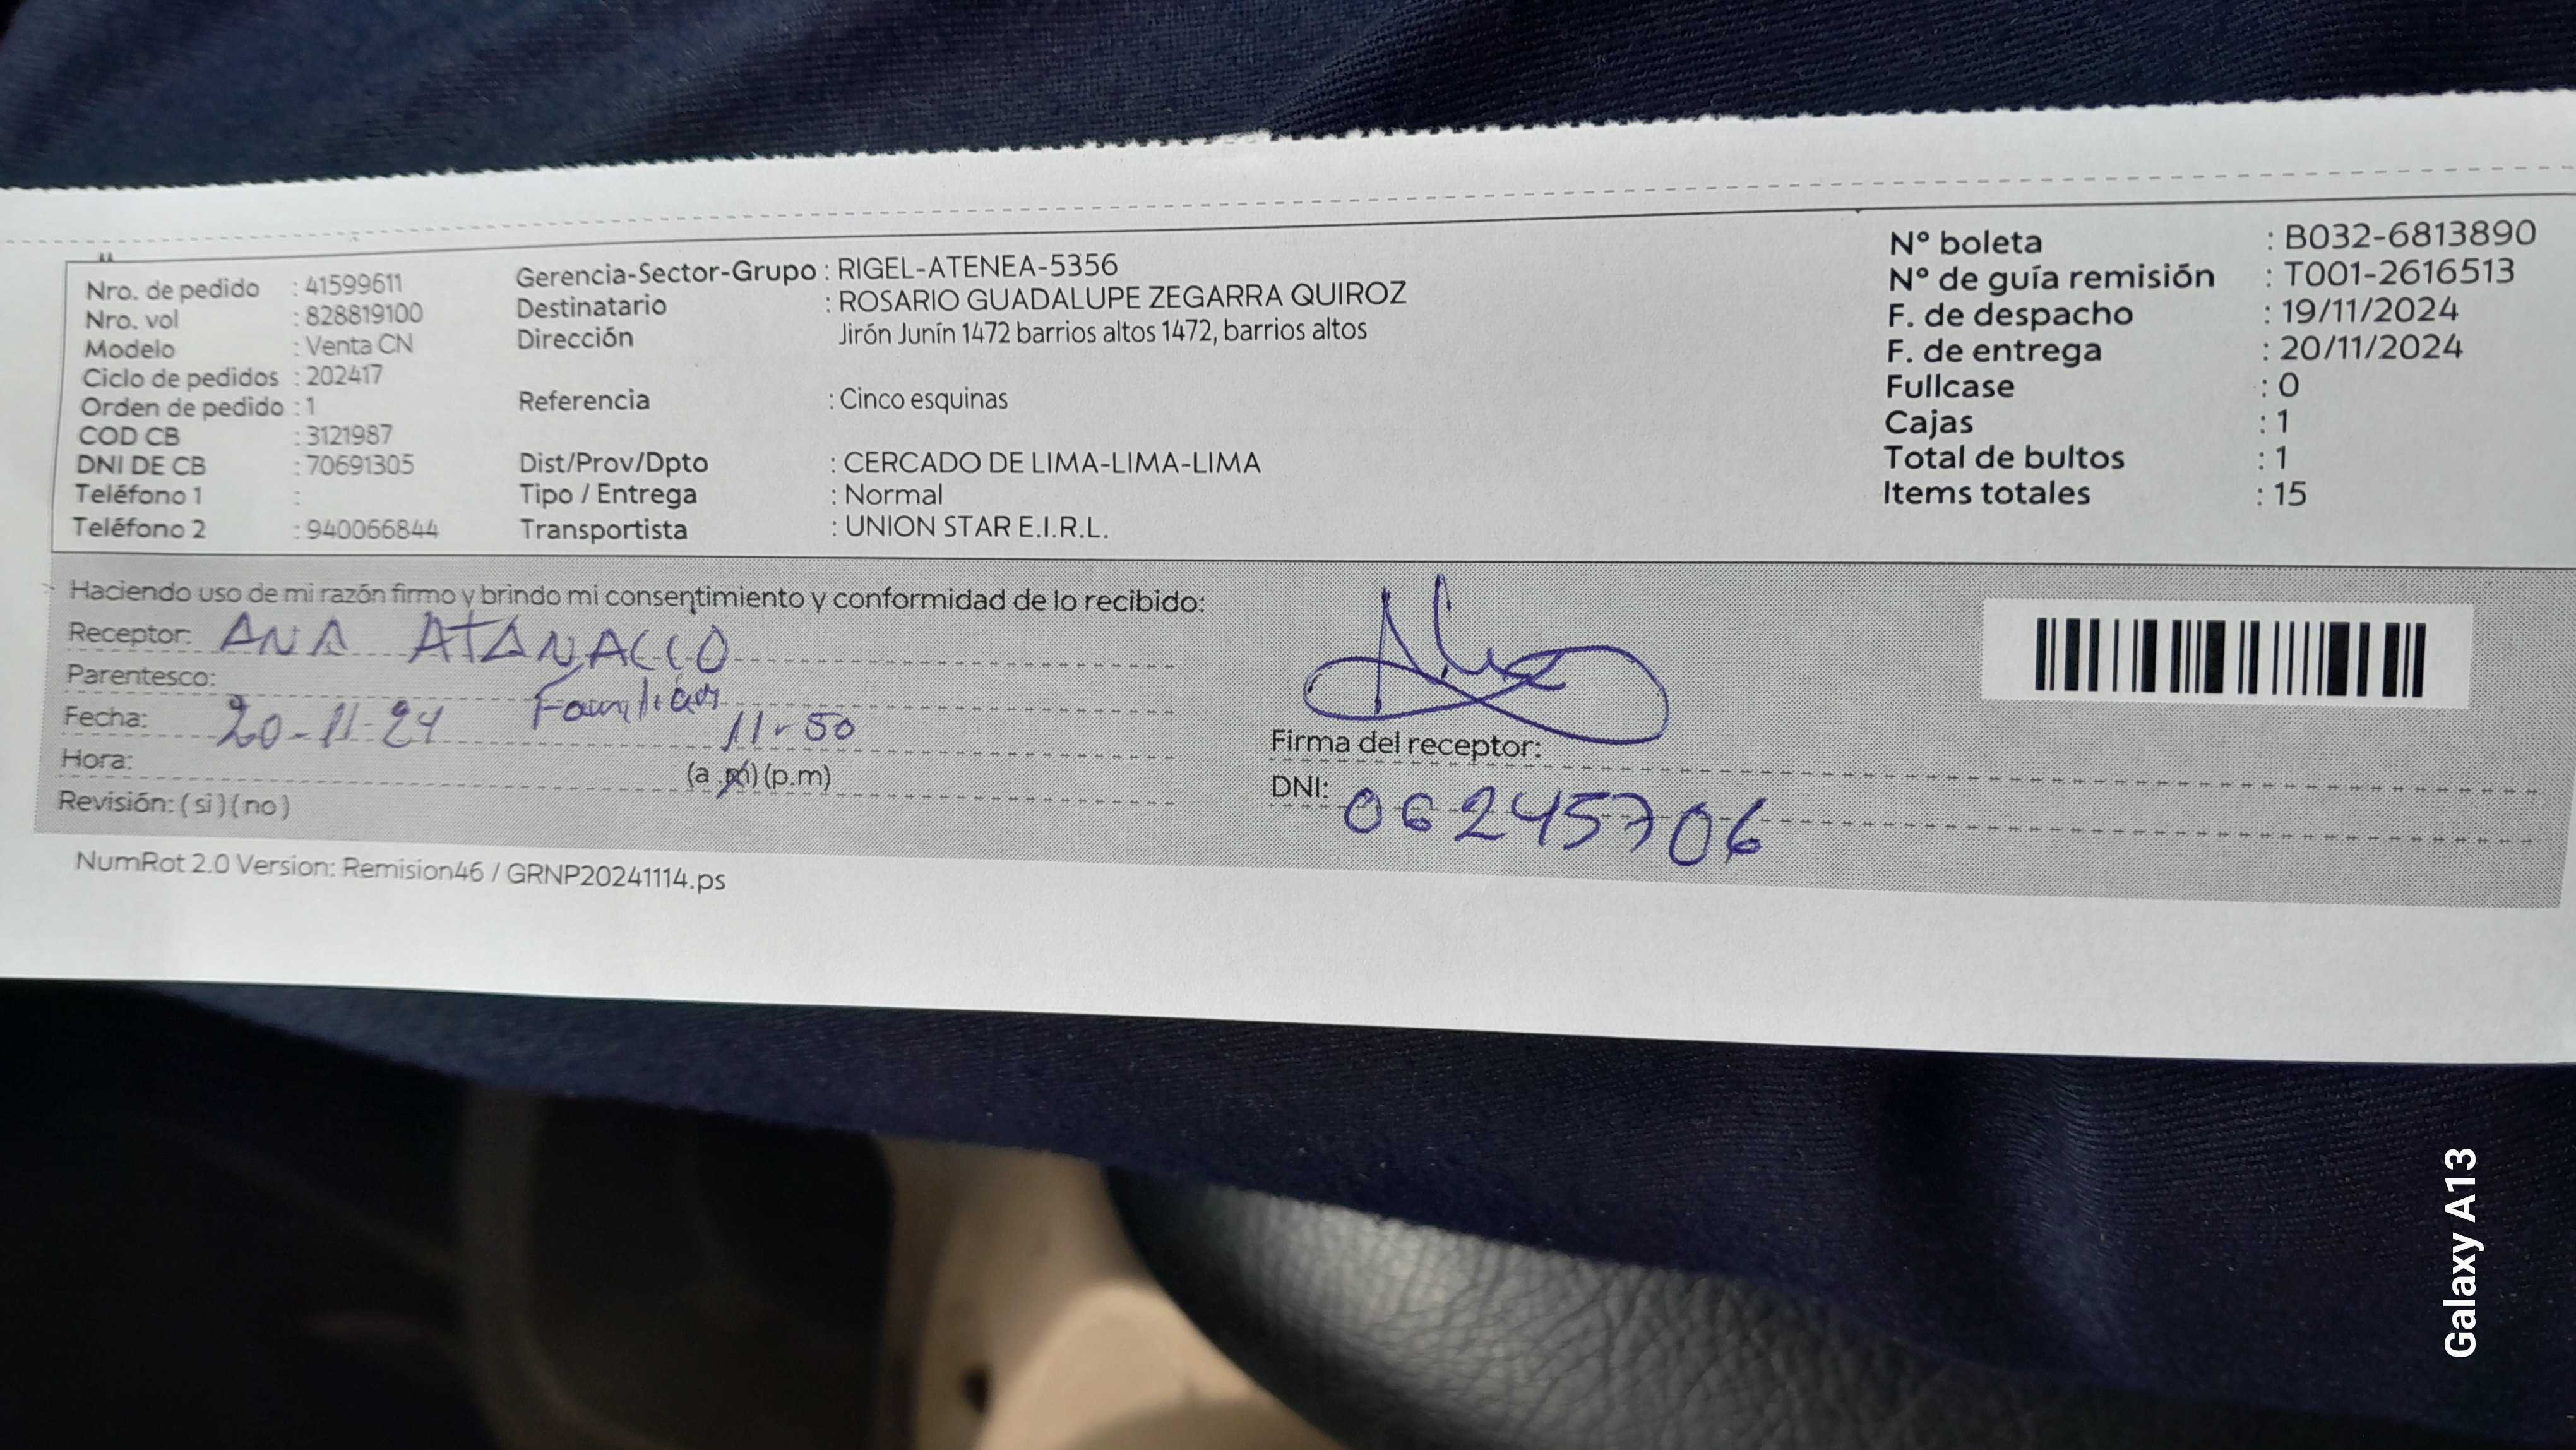 Nro. de pedido : 41599611
Nro. vol : 828819100
Modelo : Venta CN
Ciclo de pedidos : 202417
Orden de pedido : 1
COD CB : 3121987
DNI DE CB : 70691305
Teléfono 1 :
Teléfono 2 : 940066844
Gerencia-Sector-Grupo : RIGEL-ATENEA-5356
Destinatario : ROSARIO GUADALUPE ZEGARRA QUIROZ
Dirección Jirón Junín 1472 barrios altos 1472, barrios altos
Referencia : Cinco esquinas
Dist/Prov/Dpto : CERCADO DE LIMA-LIMA-LIMA
Tipo / Entrega : Normal
Transportista : UNION STAR E.I.R.L.
N° boleta : B032-6813890
N° de guía remisión : T001-2616513
F. de despacho : 19/11/2024
F. de entrega : 20/11/2024
Fullcase : 0
Cajas : 1
Total de bultos : 1
Items totales : 15
Haciendo uso de mi razón firmo y brindo mi consentimiento y conformidad de lo recibido:
Receptor: ANA ATANACCO
Parentesco: Familiar
Fecha: 20-11-24
Hora: 11-50 (a.m) (p.m)
Revisión: ( si ) ( no )
Firma del receptor:
DNI: 06245706
NumRot 2.0 Version: Remision46 / GRNP20241114.ps
Galaxy A13